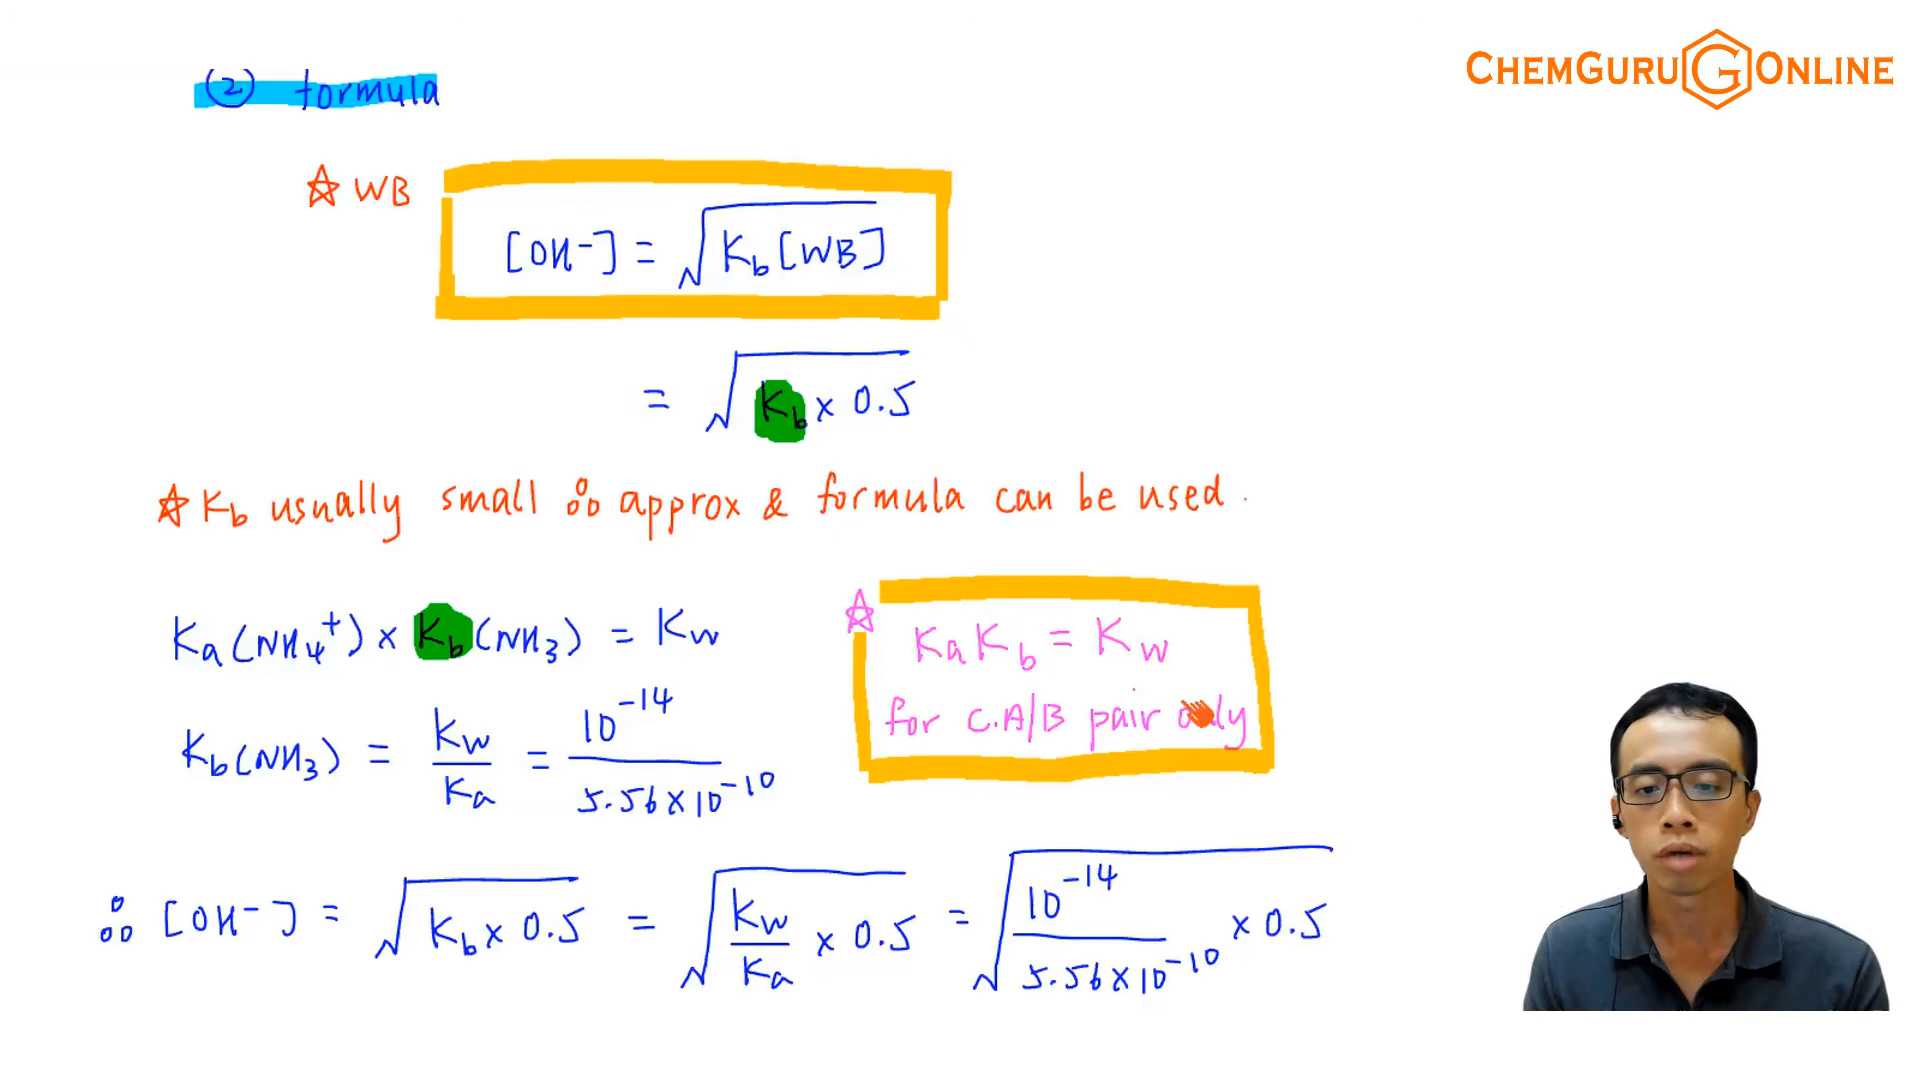 CHEMGURU G ONLINE
② formula
☆ WB
[OH⁻] = √Kb[WB]
= √Kb × 0.5
☆ Kb usually small ∴ approx & formula can be used.
Ka(NH₄⁺) × Kb(NH₃) = Kw
☆ KaKb = Kw
for C.A/B pair only
Kb(NH₃) = Kw/Ka = 10⁻¹⁴/5.56×10⁻¹⁰
∴ [OH⁻] = √Kb × 0.5 = √Kw/Ka × 0.5 = √10⁻¹⁴/5.56×10⁻¹⁰ × 0.5